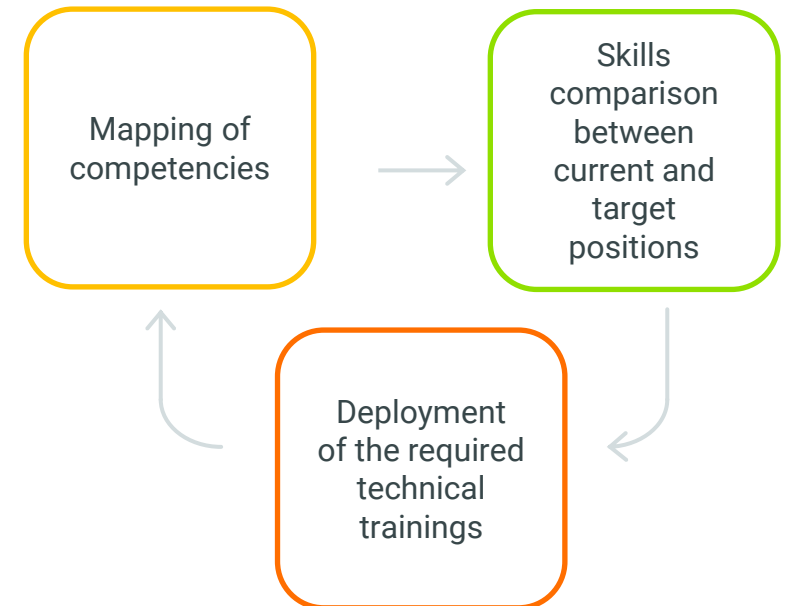 Mapping of
competencies
Skills
comparison
between
current and
target
positions
Deployment
of the required
technical
trainings